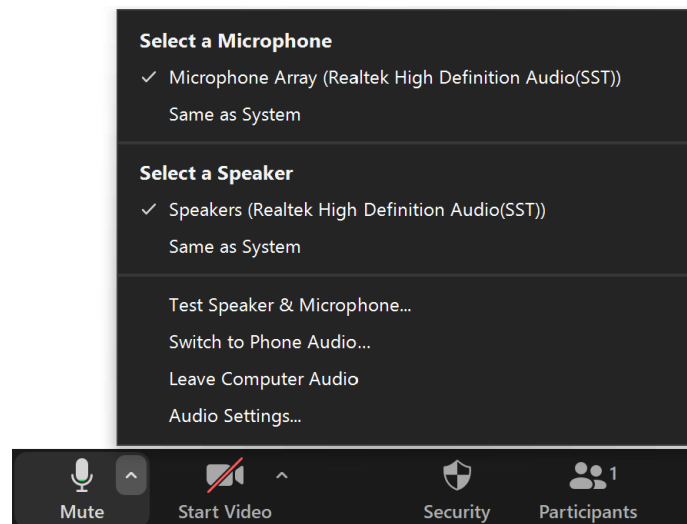 Select a Microphone
Microphone Array (Realtek High Definition Audio(SST))
Same as System
Select a Speaker
Speakers (Realtek High Definition Audio(SST))
Same as System
Test Speaker & Microphone...
Switch to Phone Audio...
Leave Computer Audio
Audio Settings...
1
Mute Start Video Security Participants